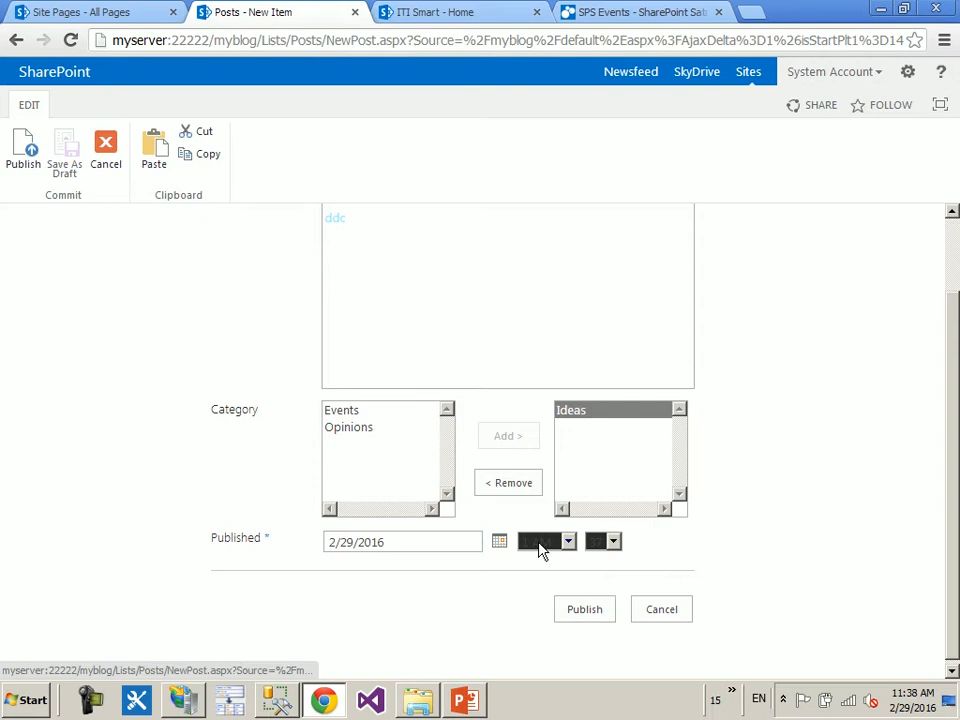 Site Pages - All Pages
Posts - New Item
ITI Smart - Home
SPS Events - SharePoint Sat
myserver:22222/myblog/Lists/Posts/NewPost.aspx?Source=%2Fmyblog%2Fdefault%2Easpx%3FAjaxDelta%3D1%26isStartPlt1%3D14
SharePoint
Newsfeed SkyDrive Sites System Account ?
EDIT
SHARE FOLLOW
Publish
Save As Draft
Cancel
Paste
Cut
Copy
Commit
Clipboard
ddc
Category
Events
Opinions
Add >
< Remove
Ideas
Published *
2/29/2016
Publish
Cancel
myserver:22222/myblog/Lists/Posts/NewPost.aspx?Source=%2Fm...
Start
15
EN
11:38 AM
2/29/2016